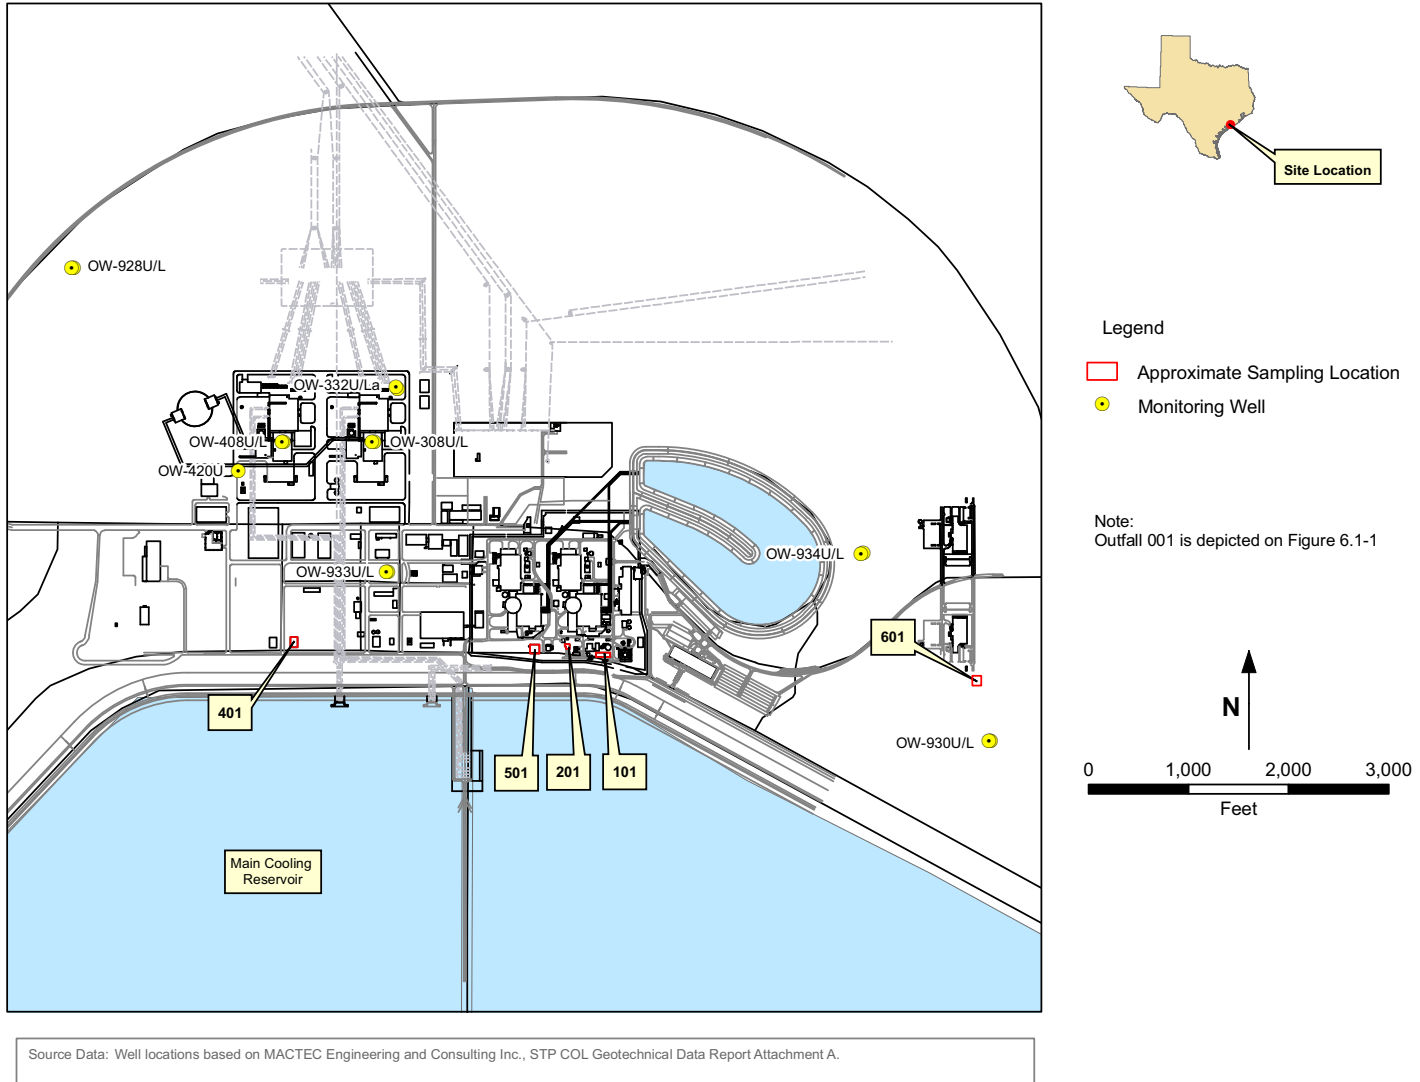 Site Location
OW-928U/L
Legend
Approximate Sampling Location
Monitoring Well
OW-332U/La
OW-408U/L
OW-308U/L
OW-420U
Note:
Outfall 001 is depicted on Figure 6.1-1
OW-934U/L
OW-933U/L
601
401
N
OW-930U/L
501
201
101
0 1,000 2,000 3,000
Feet
Main Cooling
Reservoir
Source Data: Well locations based on MACTEC Engineering and Consulting Inc., STP COL Geotechnical Data Report Attachment A.